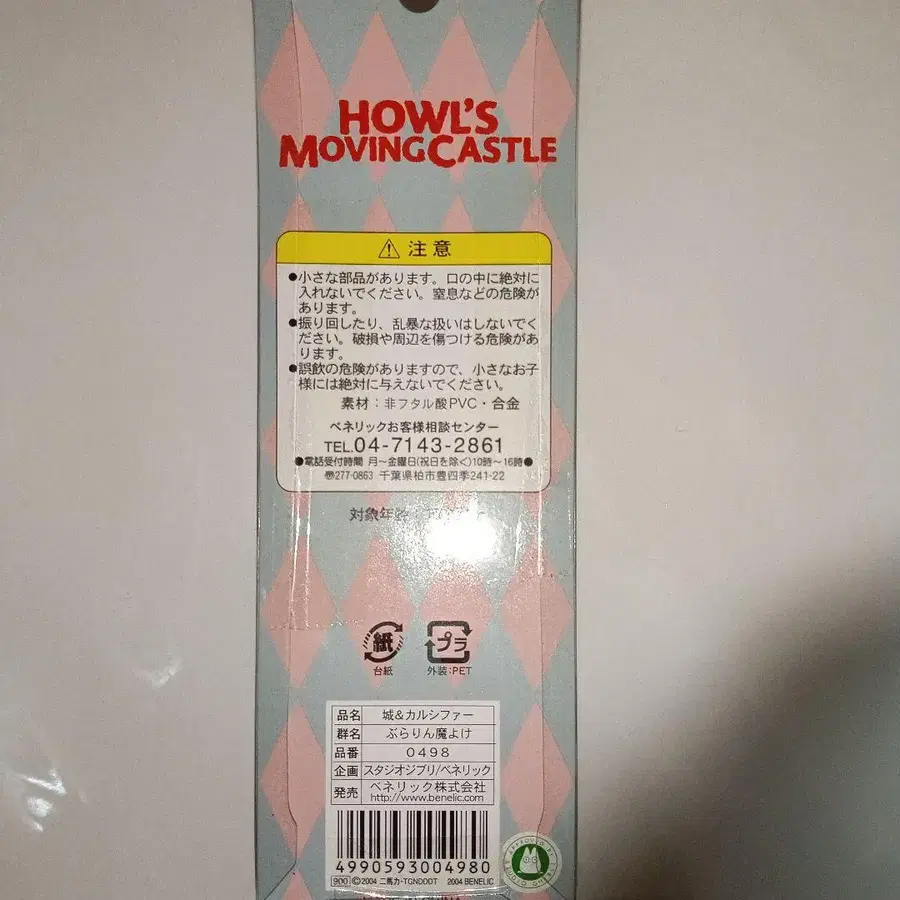 HOWL'S
MOVING CASTLE
⚠ 注意
●小さな部品があります。口の中に絶対に
入れないでください。窒息などの危険が
あります。
●振り回したり、乱暴な扱いはしないでく
ださい。破損や周辺を傷つける危険があ
ります。
●誤飲の危険がありますので、小さなお子
様には絶対に与えないでください。
素材：非フタル酸PVC・合金
ベネリックお客様相談センター
TEL.04-7143-2861
●電話受付時間 月〜金曜日(祝日を除く)10時〜16時●
〒277-0863 千葉県柏市豊四季241-22
対象年齢
紙
台紙
プラ
外装:PET
品名 城&カルシファー
群名 ぶらりん魔よけ
品番 0498
企画 スタジオジブリ/ベネリック
発売 ベネリック株式会社
http://www.benelic.com
4990593004980
900 ©2004 二馬力・TGNDDDT 2004 BENELIC
APPROVED BY
STUDIO GHIBLI